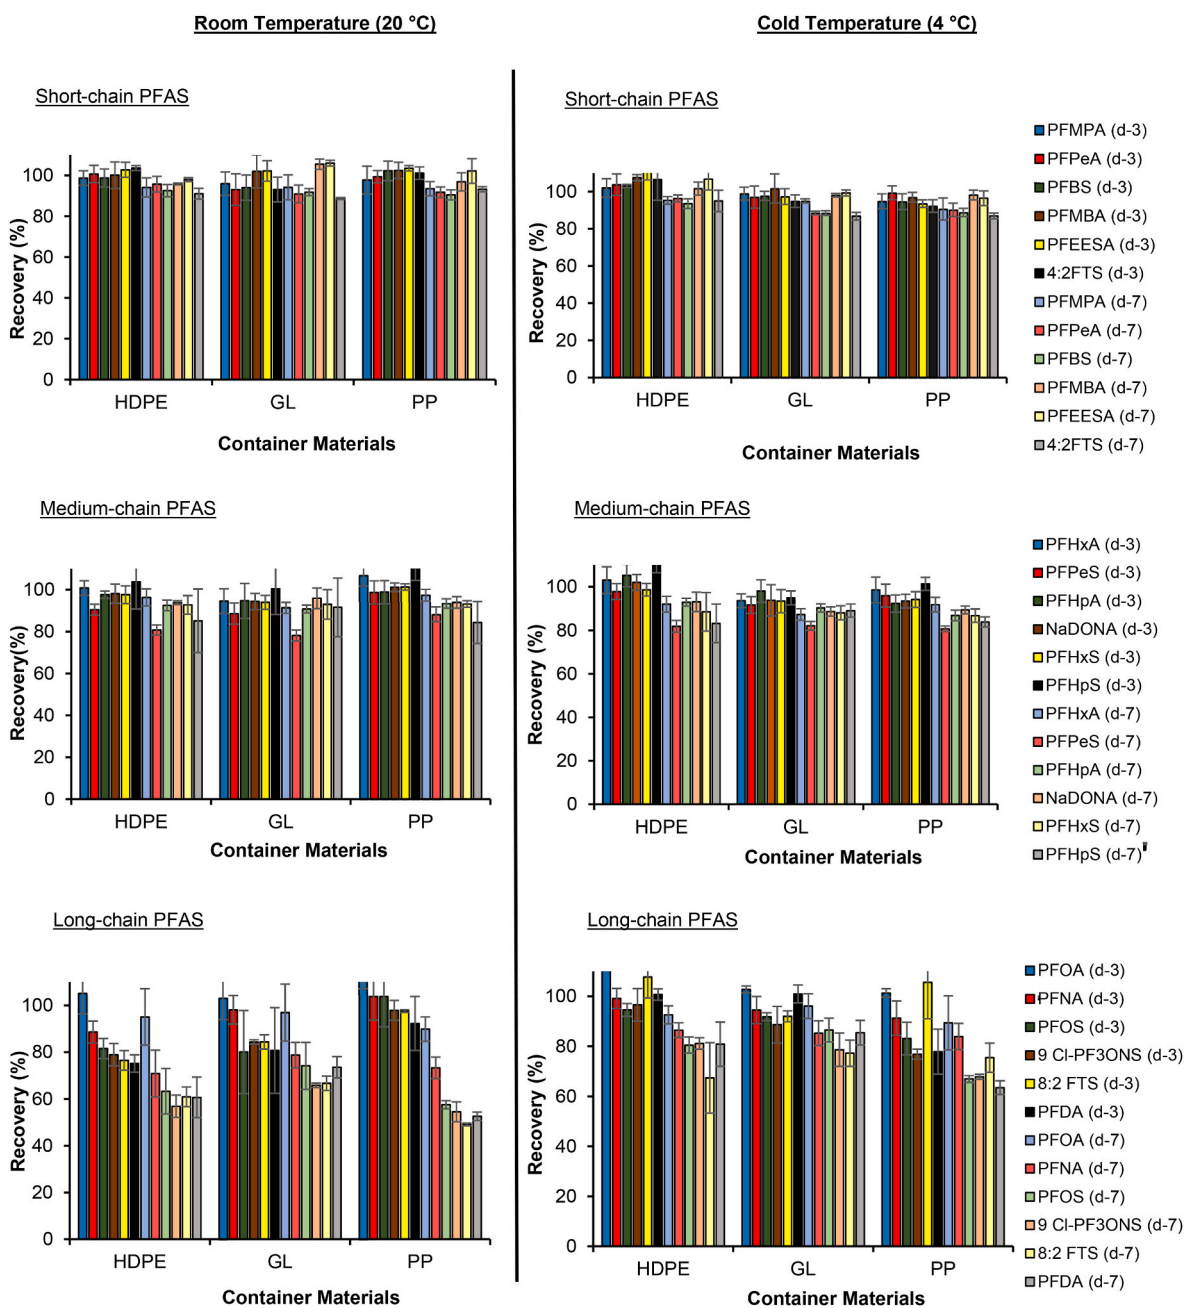 Room Temperature (20 °C)
Cold Temperature (4 °C)
Short-chain PFAS
Recovery (%)
100
80
60
40
20
0
HDPE GL PP
Container Materials
Short-chain PFAS
Recovery (%)
100
80
60
40
20
0
HDPE GL PP
Container Materials
PFMPA (d-3)
PFPeA (d-3)
PFBS (d-3)
PFMBA (d-3)
PFEESA (d-3)
4:2FTS (d-3)
PFMPA (d-7)
PFPeA (d-7)
PFBS (d-7)
PFMBA (d-7)
PFEESA (d-7)
4:2FTS (d-7)
Medium-chain PFAS
Recovery(%)
100
80
60
40
20
0
HDPE GL PP
Container Materials
Medium-chain PFAS
Recovery (%)
100
80
60
40
20
0
HDPE GL PP
Container Materials
PFHxA (d-3)
PFPeS (d-3)
PFHpA (d-3)
NaDONA (d-3)
PFHxS (d-3)
PFHpS (d-3)
PFHxA (d-7)
PFPeS (d-7)
PFHpA (d-7)
NaDONA (d-7)
PFHxS (d-7)
PFHpS (d-7)
Long-chain PFAS
Recovery (%)
100
80
60
40
20
0
HDPE GL PP
Container Materials
Long-chain PFAS
Recovery (%)
100
80
60
40
20
0
HDPE GL PP
Container Materials
PFOA (d-3)
PFNA (d-3)
PFOS (d-3)
9 Cl-PF3ONS (d-3)
8:2 FTS (d-3)
PFDA (d-3)
PFOA (d-7)
PFNA (d-7)
PFOS (d-7)
9 Cl-PF3ONS (d-7)
8:2 FTS (d-7)
PFDA (d-7)